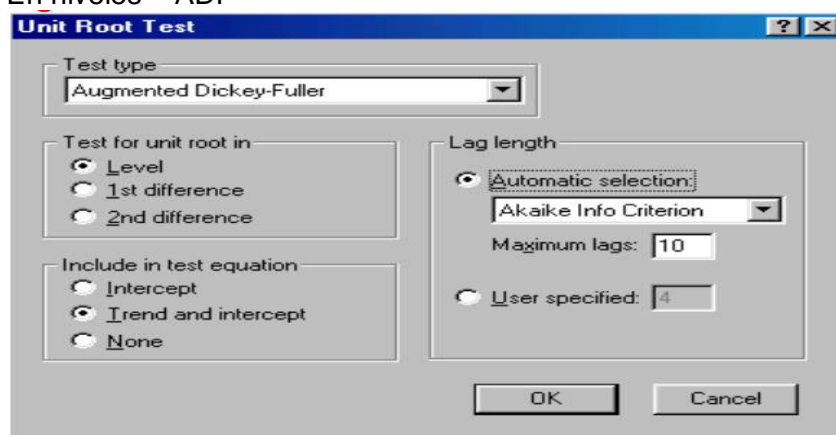 En niveles – ADF
Unit Root Test
Test type
Augmented Dickey-Fuller
Test for unit root in
Level
1st difference
2nd difference
Include in test equation
Intercept
Trend and intercept
None
Lag length
Automatic selection:
Akaike Info Criterion
Maximum lags: 10
User specified: 4
OK
Cancel